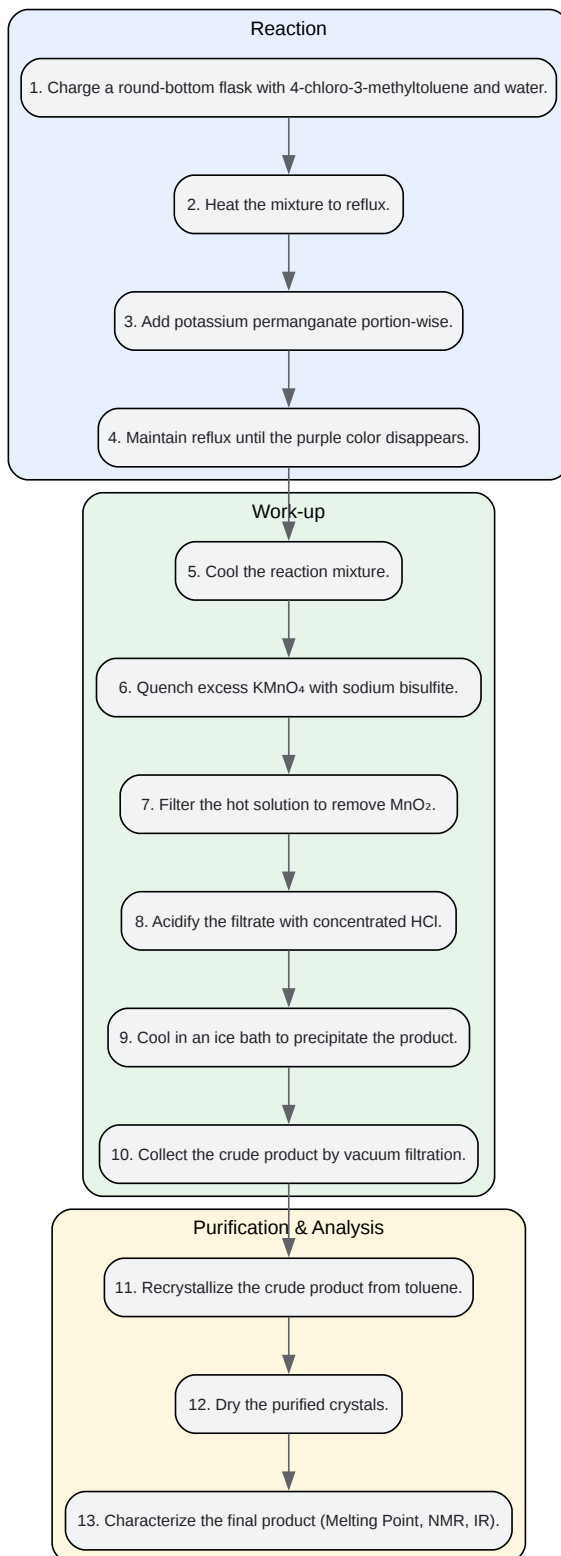 Reaction
1. Charge a round-bottom flask with 4-chloro-3-methyltoluene and water.
2. Heat the mixture to reflux.
3. Add potassium permanganate portion-wise.
4. Maintain reflux until the purple color disappears.
Work-up
5. Cool the reaction mixture.
6. Quench excess KMnO₄ with sodium bisulfite.
7. Filter the hot solution to remove MnO₂.
8. Acidify the filtrate with concentrated HCl.
9. Cool in an ice bath to precipitate the product.
10. Collect the crude product by vacuum filtration.
Purification & Analysis
11. Recrystallize the crude product from toluene.
12. Dry the purified crystals.
13. Characterize the final product (Melting Point, NMR, IR).